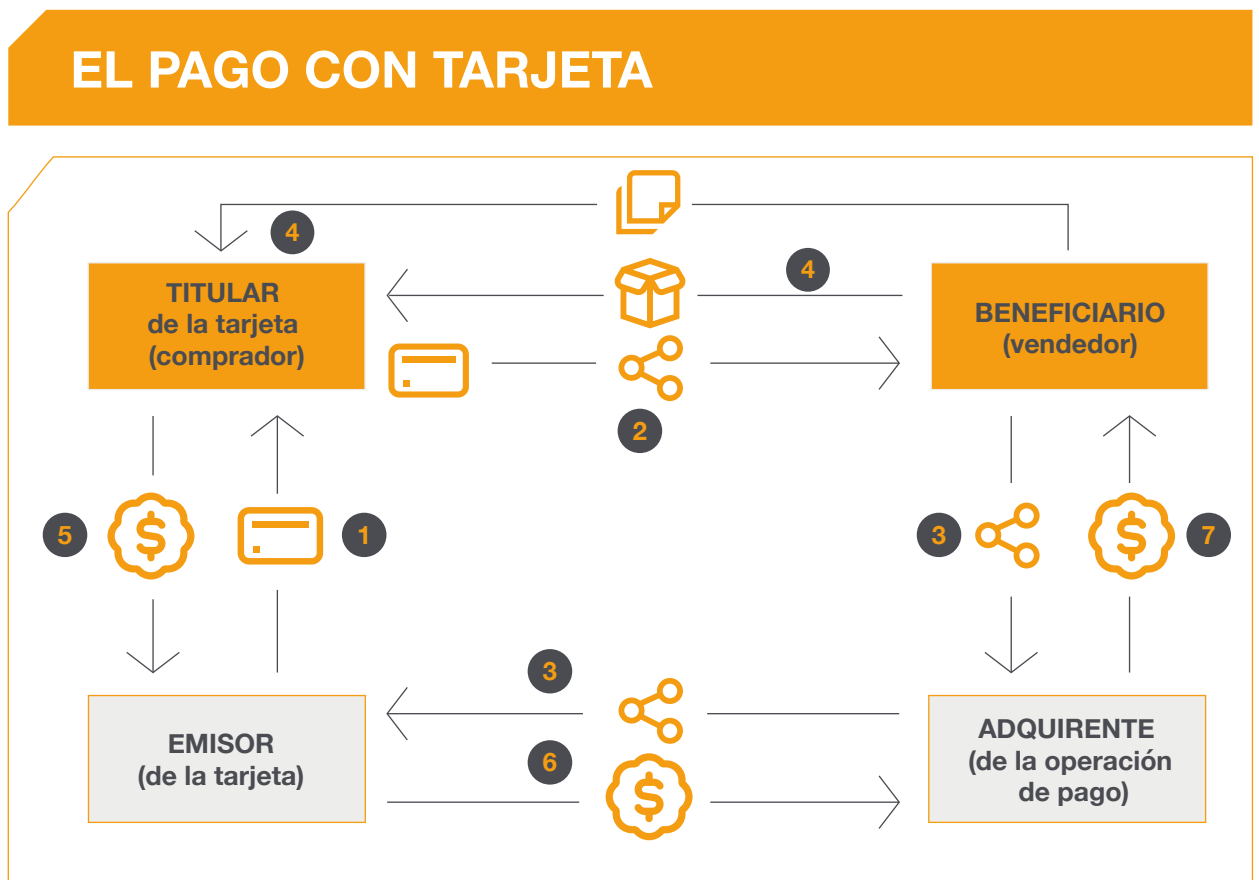 EL PAGO CON TARJETA
4
4
TITULAR
de la tarjeta
(comprador)
BENEFICIARIO
(vendedor)
2
5
$
1
3
$
7
3
EMISOR
(de la tarjeta)
6
$
ADQUIRENTE
(de la operación
de pago)